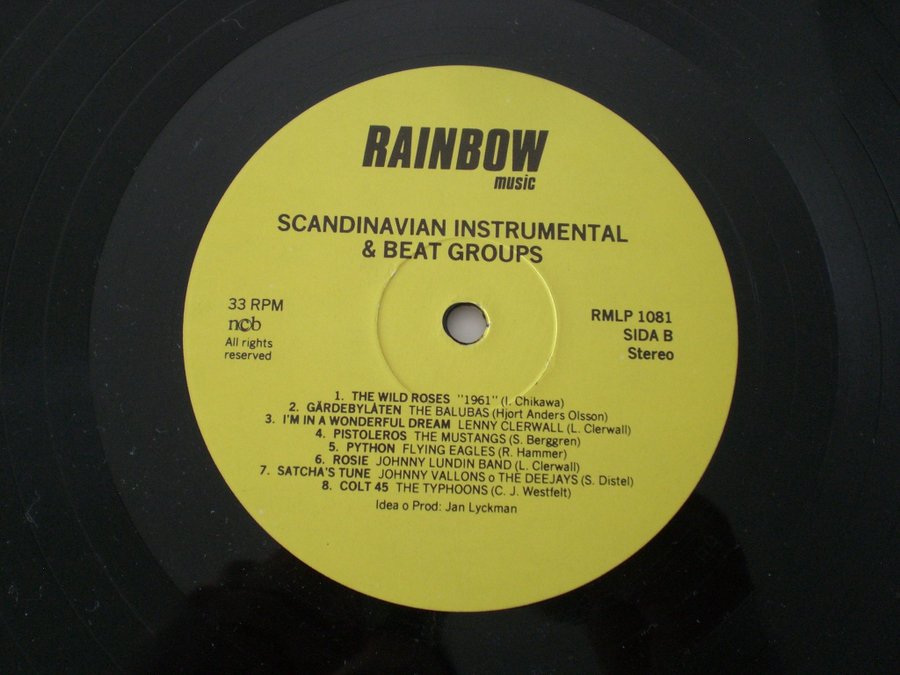 RAINBOW
music
SCANDINAVIAN INSTRUMENTAL
& BEAT GROUPS
33 RPM
ncb
All rights
reserved
RMLP 1081
SIDA B
Stereo
1. THE WILD ROSES "1961" (I. Chikawa)
2. GÄRDEBYLÅTEN THE BALUBAS (Hjort Anders Olsson)
3. I'M IN A WONDERFUL DREAM LENNY CLERWALL (L. Clerwall)
4. PISTOLEROS THE MUSTANGS (S. Berggren)
5. PYTHON FLYING EAGLES (R. Hammer)
6. ROSIE JOHNNY LUNDIN BAND (L. Clerwall)
7. SATCHA'S TUNE JOHNNY VALLONS o THE DEEJAYS (S. Distel)
8. COLT 45 THE TYPHOONS (C. J. Westfelt)
Idea o Prod: Jan Lyckman